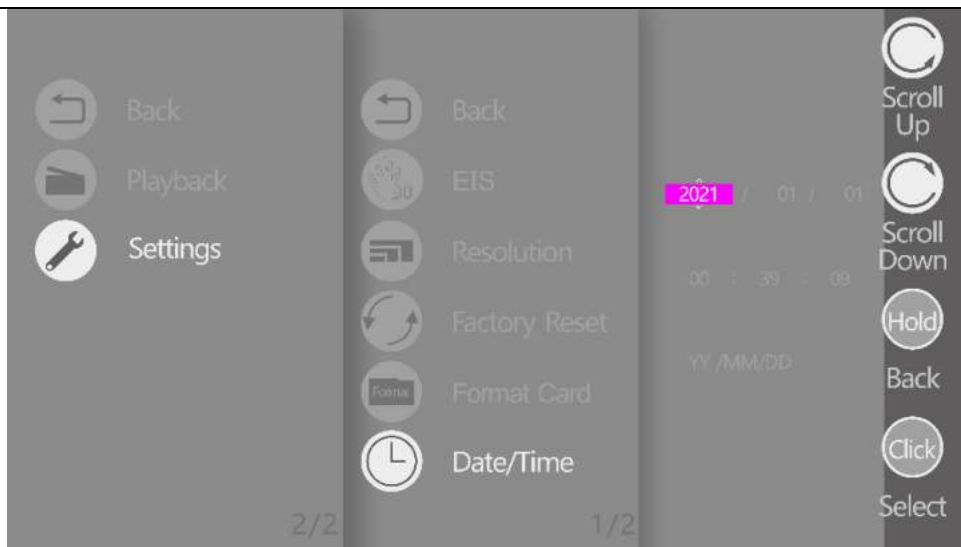 Back
Playback
Settings
2/2
Back
EIS
Resolution
Factory Reset
Format
Format Card
Date/Time
1/2
2021 / 01 / 01
00 : 39 : 09
YY /MM/DD
Scroll
Up
Scroll
Down
Hold
Back
Click
Select